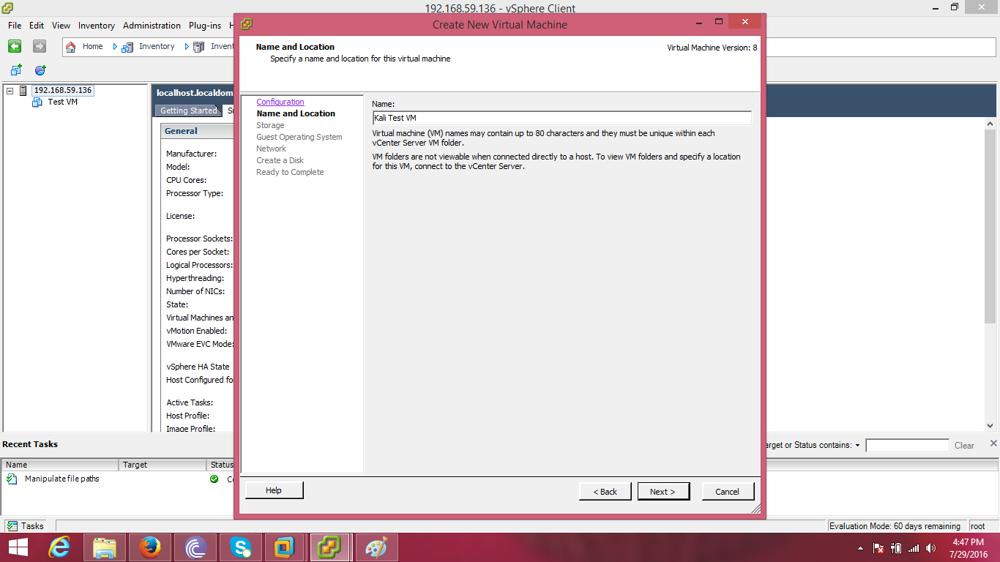 192.168.59.136 - vSphere Client
File Edit View Inventory Administration Plug-ins
Home Inventory
192.168.59.136
Test VM
localhost.localdom
Getting Started
General
Manufacturer:
Model:
CPU Cores:
Processor Type:
License:
Processor Sockets:
Cores per Socket:
Logical Processors:
Hyperthreading:
Number of NICs:
State:
Virtual Machines an
vMotion Enabled:
VMware EVC Mode:
vSphere HA State
Host Configured fo
Active Tasks:
Host Profile:
Image Profile:
Create New Virtual Machine
Name and Location
Specify a name and location for this virtual machine
Virtual Machine Version: 8
Configuration
Name and Location
Storage
Guest Operating System
Network
Create a Disk
Ready to Complete
Name:
Kali Test VM
Virtual machine (VM) names may contain up to 80 characters and they must be unique within each
vCenter Server VM folder.
VM folders are not viewable when connected directly to a host. To view VM folders and specify a location
for this VM, connect to the vCenter Server.
Help
< Back
Next >
Cancel
Recent Tasks
arget or Status contains:
Clear
Name Target Status
Manipulate file paths
Tasks
Evaluation Mode: 60 days remaining
root
4:47 PM
7/29/2016